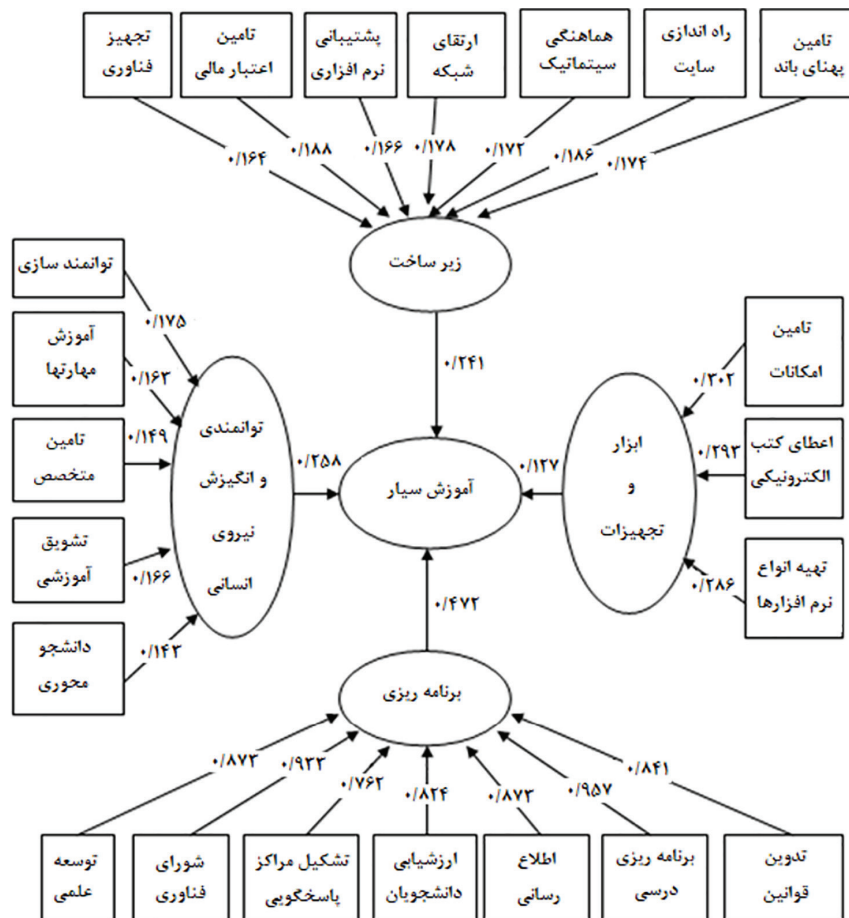 تامین
پهنای باند
راه اندازی
سایت
هماهنگی
سیتماتیک
ارتقای
شبکه
پشتیبانی
نرم افزاری
تامین
اعتبار مالی
تجهیز
فناوری
۰/۱۷۴
۰/۱۸۶
۰/۱۷۲
۰/۱۷۸
۰/۱۶۶
۰/۱۸۸
۰/۱۶۴
زیر ساخت
۰/۲۴۱
تامین
امکانات
اعطای کتب
الکترونیکی
تهیه انواع
نرم افزارها
۰/۳۰۲
۰/۲۹۳
۰/۲۸۶
ابزار
و
تجهیزات
۰/۱۲۷
آموزش سیار
۰/۲۵۸
توانمندی
و انگیزش
نیروی
انسانی
۰/۱۷۵
۰/۱۶۳
۰/۱۴۹
۰/۱۶۶
۰/۱۴۳
توانمند سازی
آموزش
مهارتها
تامین
متخصص
تشویق
آموزشی
دانشجو
محوری
۰/۴۷۲
برنامه ریزی
۰/۸۴۱
۰/۹۵۷
۰/۸۷۳
۰/۸۲۴
۰/۷۶۲
۰/۹۳۳
۰/۸۷۳
تدوین
قوانین
برنامه ریزی
درسی
اطلاع
رسانی
ارزشیابی
دانشجویان
تشکیل مراکز
پاسخگویی
شورای
فناوری
توسعه
علمی